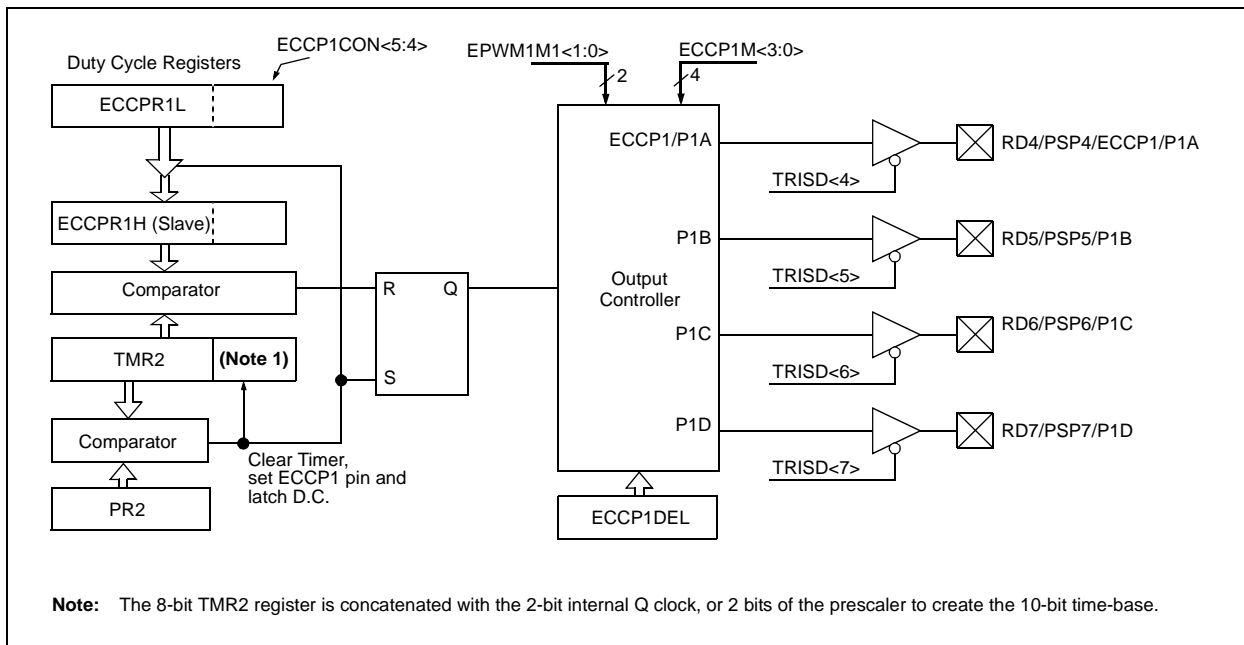 ECCP1CON<5:4>
Duty Cycle Registers
ECCPR1L
ECCPR1H (Slave)
Comparator
TMR2
(Note 1)
Comparator
PR2
Clear Timer,
set ECCP1 pin and
latch D.C.
R
Q
S
EPWM1M1<1:0>
2
ECCP1M<3:0>
4
Output
Controller
ECCP1/P1A
P1B
P1C
P1D
ECCP1DEL
TRISD<4>
RD4/PSP4/ECCP1/P1A
TRISD<5>
RD5/PSP5/P1B
TRISD<6>
RD6/PSP6/P1C
TRISD<7>
RD7/PSP7/P1D
Note: The 8-bit TMR2 register is concatenated with the 2-bit internal Q clock, or 2 bits of the prescaler to create the 10-bit time-base.